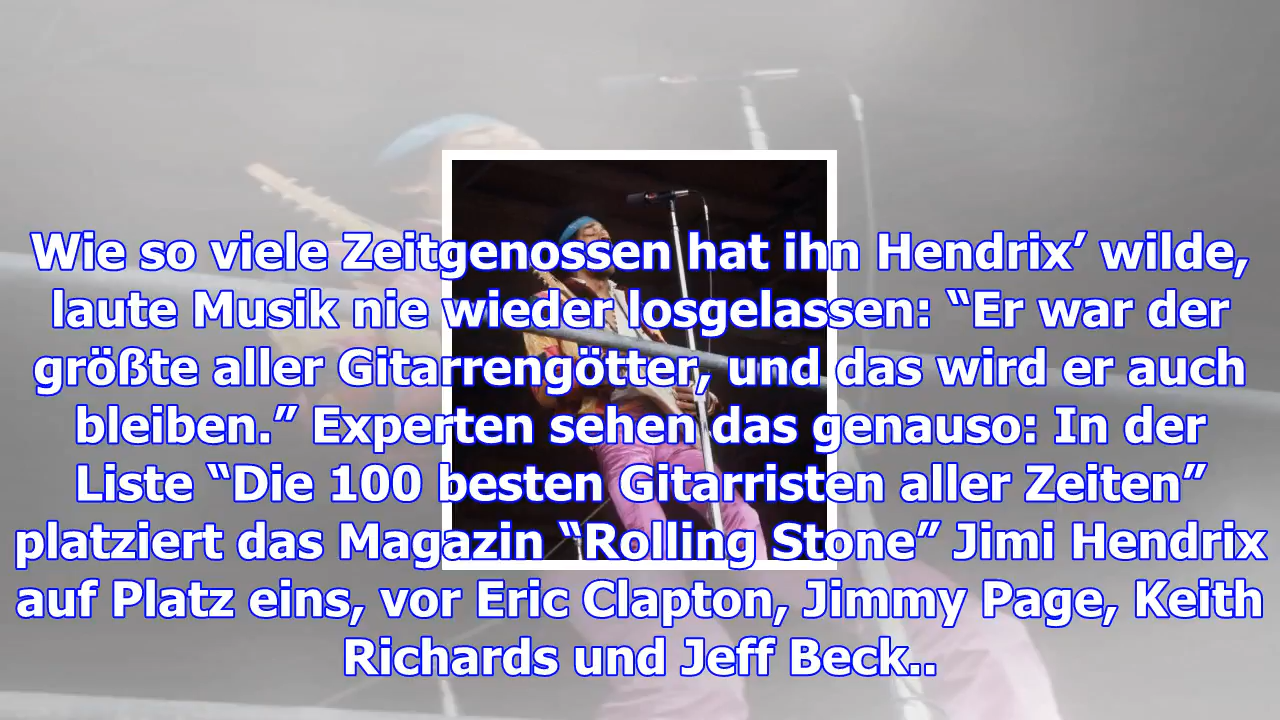 Wie so viele Zeitgenossen hat ihn Hendrix’ wilde,
laute Musik nie wieder losgelassen: “Er war der
größte aller Gitarrengötter, und das wird er auch
bleiben.” Experten sehen das genauso: In der
Liste “Die 100 besten Gitarristen aller Zeiten”
platziert das Magazin “Rolling Stone” Jimi Hendrix
auf Platz eins, vor Eric Clapton, Jimmy Page, Keith
Richards und Jeff Beck..